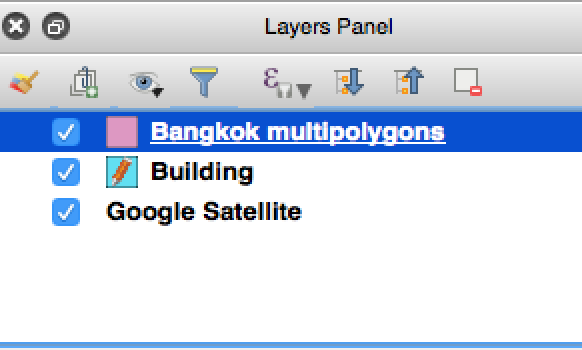 Layers Panel
ε
Bangkok multipolygons
Building
Google Satellite